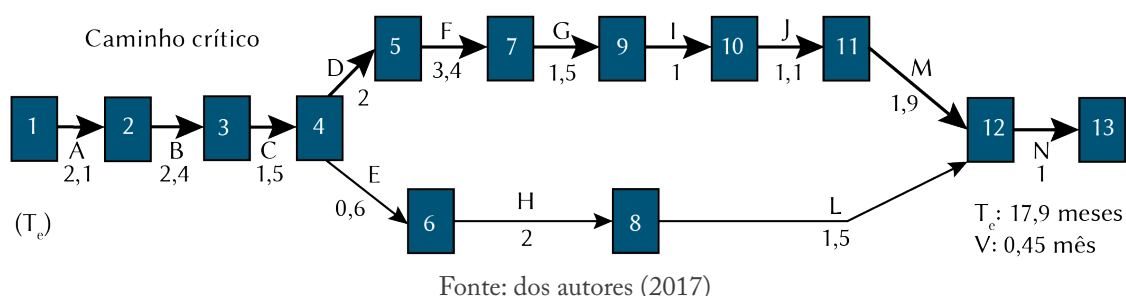 Caminho crítico
5
F
3,4
7
G
1,5
9
I
1
10
J
1,1
11
D
2
M
1,9
1
A
2,1
2
B
2,4
3
C
1,5
4
12
N
1
13
E
0,6
6
H
2
8
L
1,5
(Te)
Te: 17,9 meses
V: 0,45 mês
Fonte: dos autores (2017)